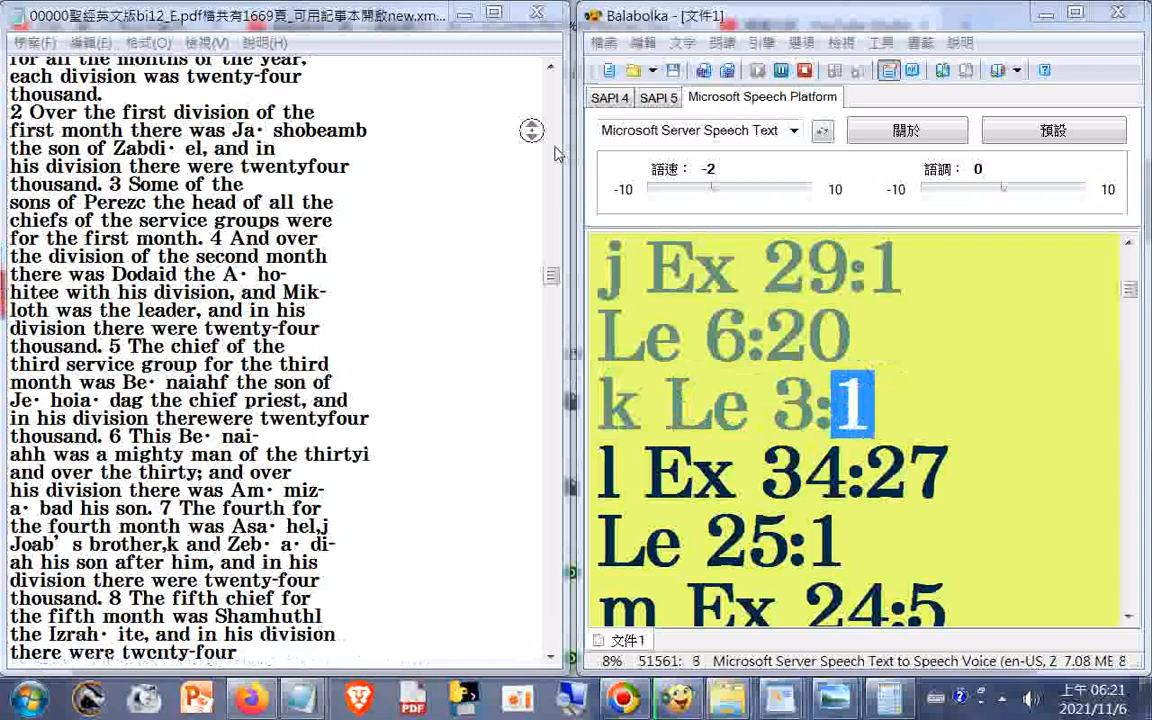 00000聖經英文版bi12_E.pdf檔共有1669頁_可用記事本開啟new.xm...
檔案(F) 編輯(E) 格式(O) 檢視(V) 說明(H)
for all the months of the year,
each division was twenty-four
thousand.
2 Over the first division of the
first month there was Ja· shobeamb
the son of Zabdi· el, and in
his division there were twentyfour
thousand. 3 Some of the
sons of Perezc the head of all the
chiefs of the service groups were
for the first month. 4 And over
the division of the second month
there was Dodaid the A· ho-
hitee with his division, and Mik-
loth was the leader, and in his
division there were twenty-four
thousand. 5 The chief of the
third service group for the third
month was Be· naiahf the son of
Je· hoia· dag the chief priest, and
in his division therewere twentyfour
thousand. 6 This Be· nai-
ahh was a mighty man of the thirtyi
and over the thirty; and over
his division there was Am· miz-
a· bad his son. 7 The fourth for
the fourth month was Asa· hel,j
Joab’ s brother,k and Zeb· a· di-
ah his son after him, and in his
division there were twenty-four
thousand. 8 The fifth chief for
the fifth month was Shamhuthl
the Izrah· ite, and in his division
there were twenty-four
Balabolka - [文件1]
檔案 編輯 文字 朗讀 引擎 選項 檢視 工具 書籤 說明
SAPI 4 SAPI 5 Microsoft Speech Platform
Microsoft Server Speech Text 關於 預設
語速： -2 語調： 0
-10 10 -10 10
j Ex 29:1
Le 6:20
k Le 3:1
l Ex 34:27
Le 25:1
m Ex 24:5
文件1
8% 51561: 8 Microsoft Server Speech Text to Speech Voice (en-US, 7.08 MB 8
PDF
上午 06:21
2021/11/6